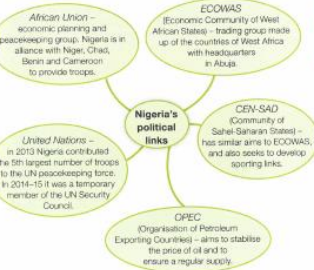 African Union –
economic planning and
peacekeeping group. Nigeria is in
alliance with Niger, Chad,
Benin and Cameroon
to provide troops.
ECOWAS
(Economic Community of West
African States) – trading group made
up of the countries of West Africa
with headquarters
in Abuja.
Nigeria's
political
links
CEN-SAD
(Community of
Sahel-Saharan States) –
has similar aims to ECOWAS,
and also seeks to develop
sporting links.
United Nations –
in 2013 Nigeria contributed
the 5th largest number of troops
to the UN peacekeeping force.
In 2014–15 it was a temporary
member of the UN Security
Council.
OPEC
(Organisation of Petroleum
Exporting Countries) – aims to stabilise
the price of oil and to
ensure a regular supply.